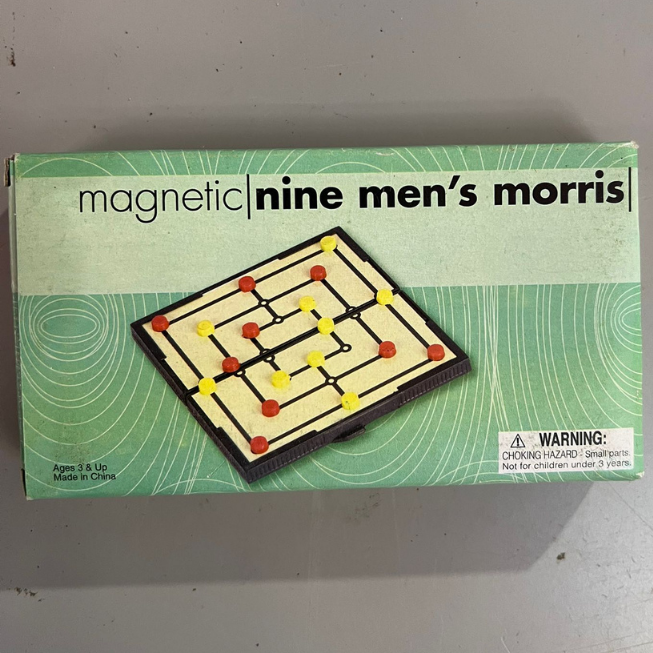 magnetic|nine men's morris|
Ages 3 & Up
Made in China
WARNING:
CHOKING HAZARD - Small parts.
Not for children under 3 years.